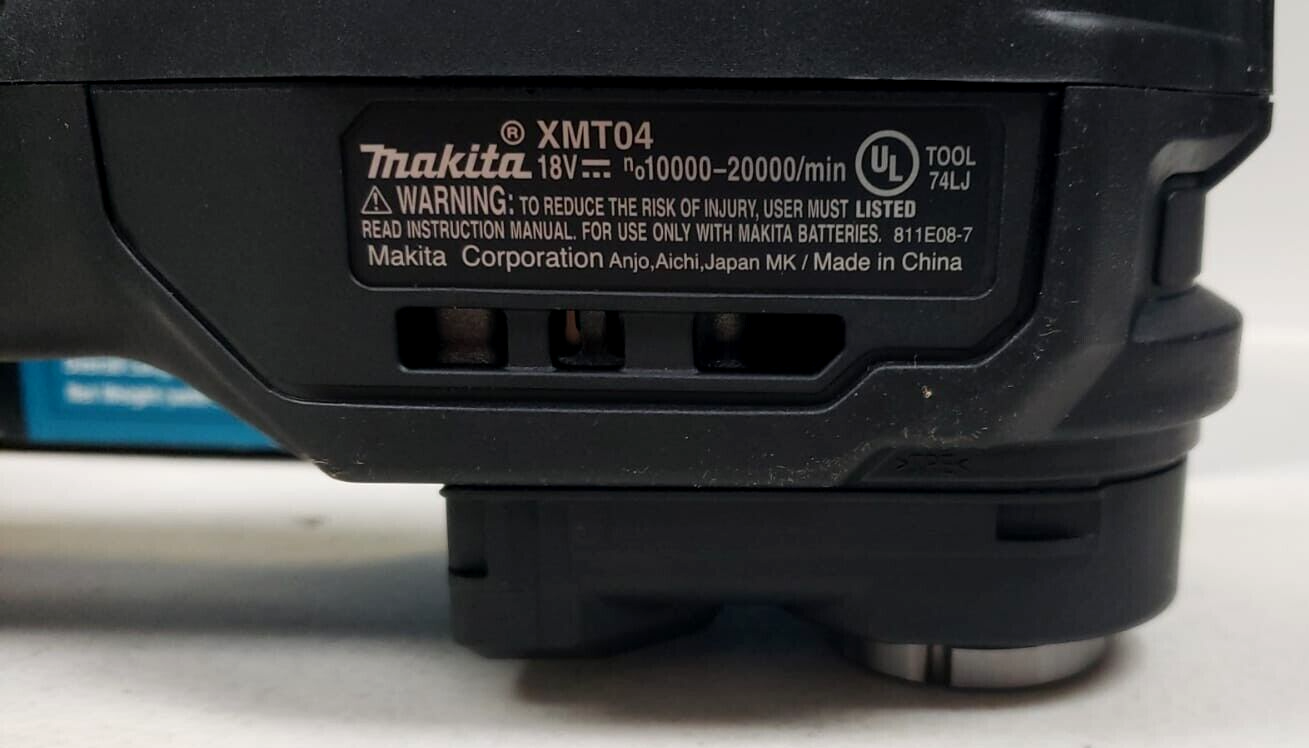 ® XMT04
makita 18V⎓ n₀10000–20000/min UL TOOL 74LJ
⚠ WARNING: TO REDUCE THE RISK OF INJURY, USER MUST LISTED
READ INSTRUCTION MANUAL. FOR USE ONLY WITH MAKITA BATTERIES. 811E08-7
Makita Corporation Anjo,Aichi,Japan MK / Made in China
>TPE<